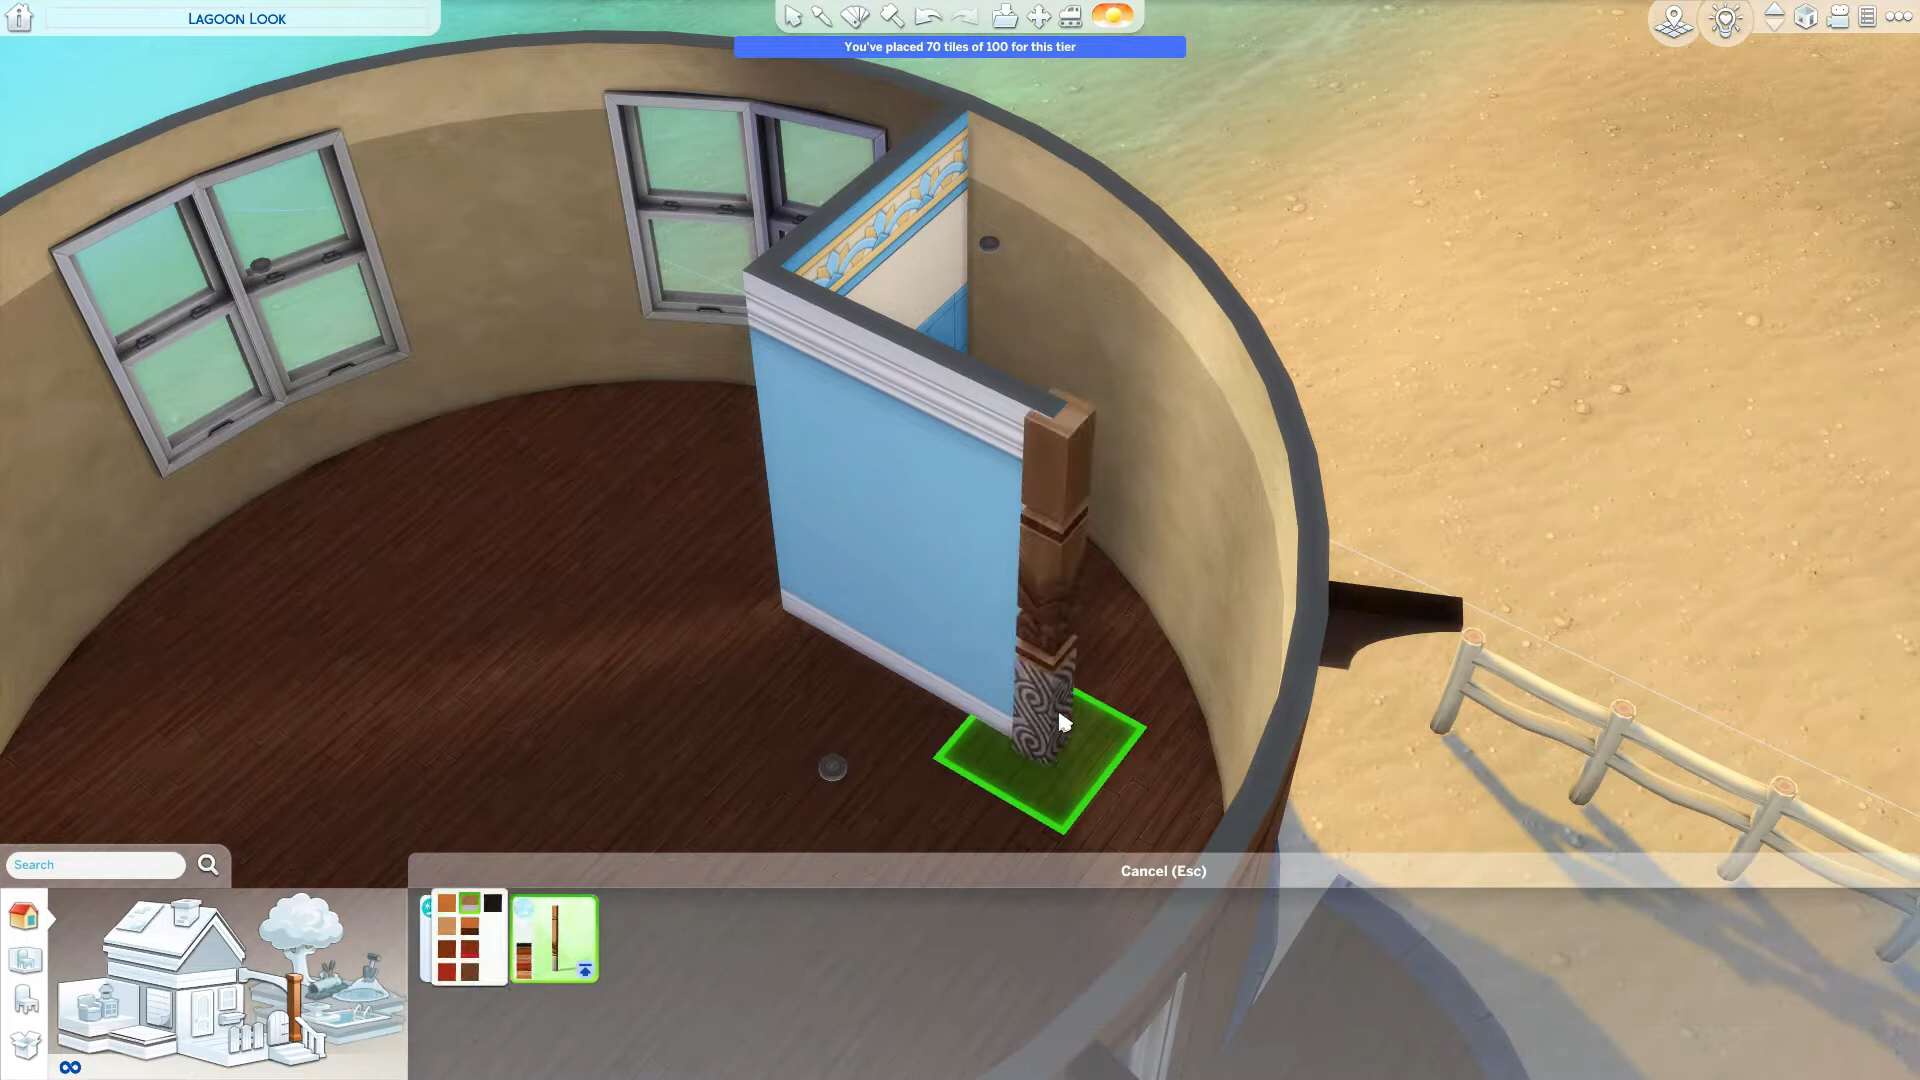 LAGOON LOOK
You've placed 70 tiles of 100 for this tier
Search
Cancel (Esc)